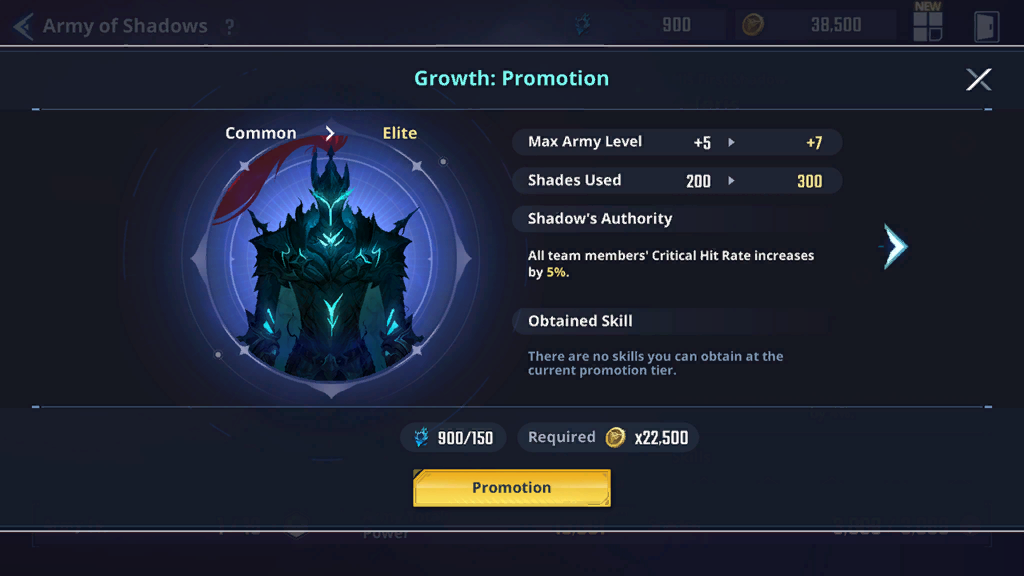 Army of Shadows ?
900
38,500
NEW
Growth: Promotion
Common > Elite
Max Army Level +5 +7
Shades Used 200 300
Shadow's Authority
All team members' Critical Hit Rate increases
by 5%.
Obtained Skill
There are no skills you can obtain at the
current promotion tier.
900/150
Required x22,500
Promotion
Power